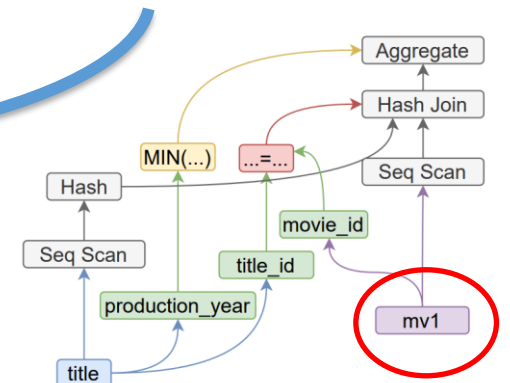 Aggregate
Hash Join
MIN(...)
...=...
Seq Scan
Hash
movie_id
Seq Scan
title_id
production_year
mv1
title